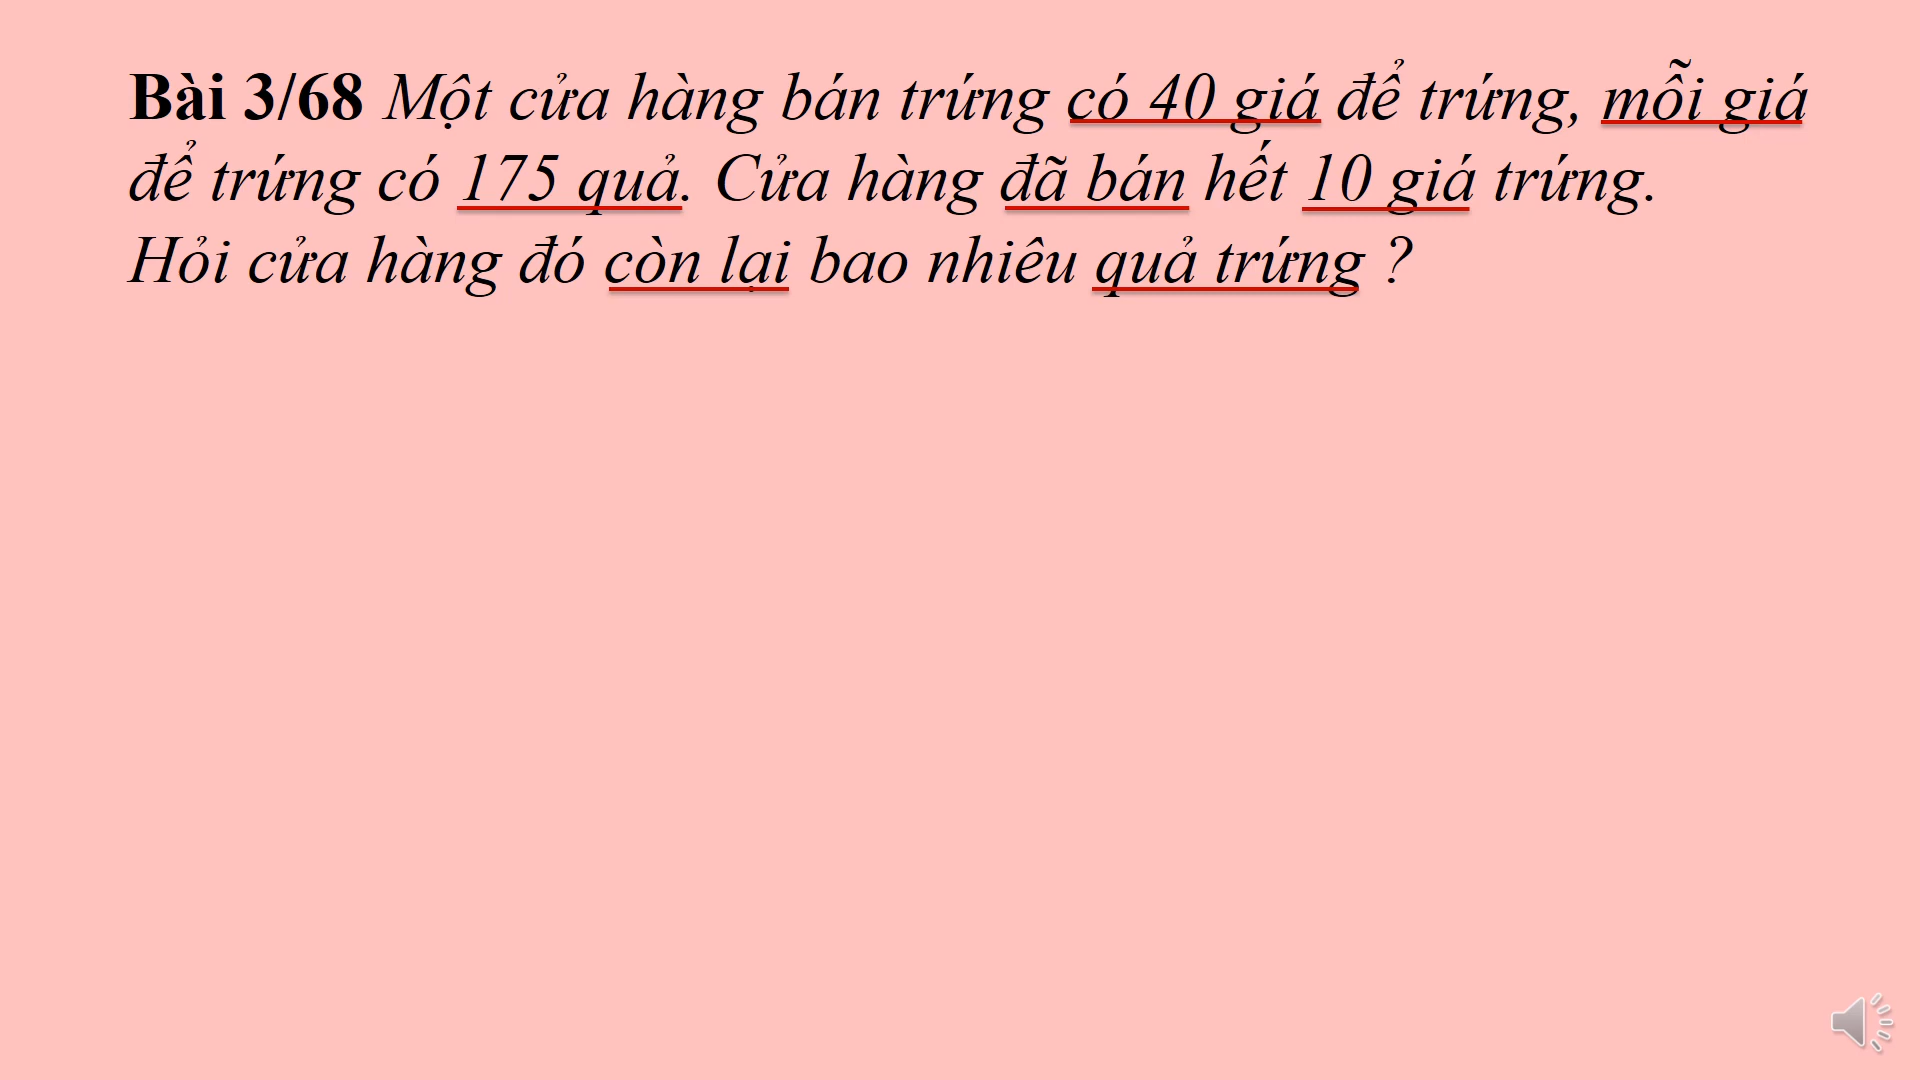 Bài 3/68 Một cửa hàng bán trứng có 40 giá để trứng, mỗi giá
để trứng có 175 quả. Cửa hàng đã bán hết 10 giá trứng.
Hỏi cửa hàng đó còn lại bao nhiêu quả trứng ?